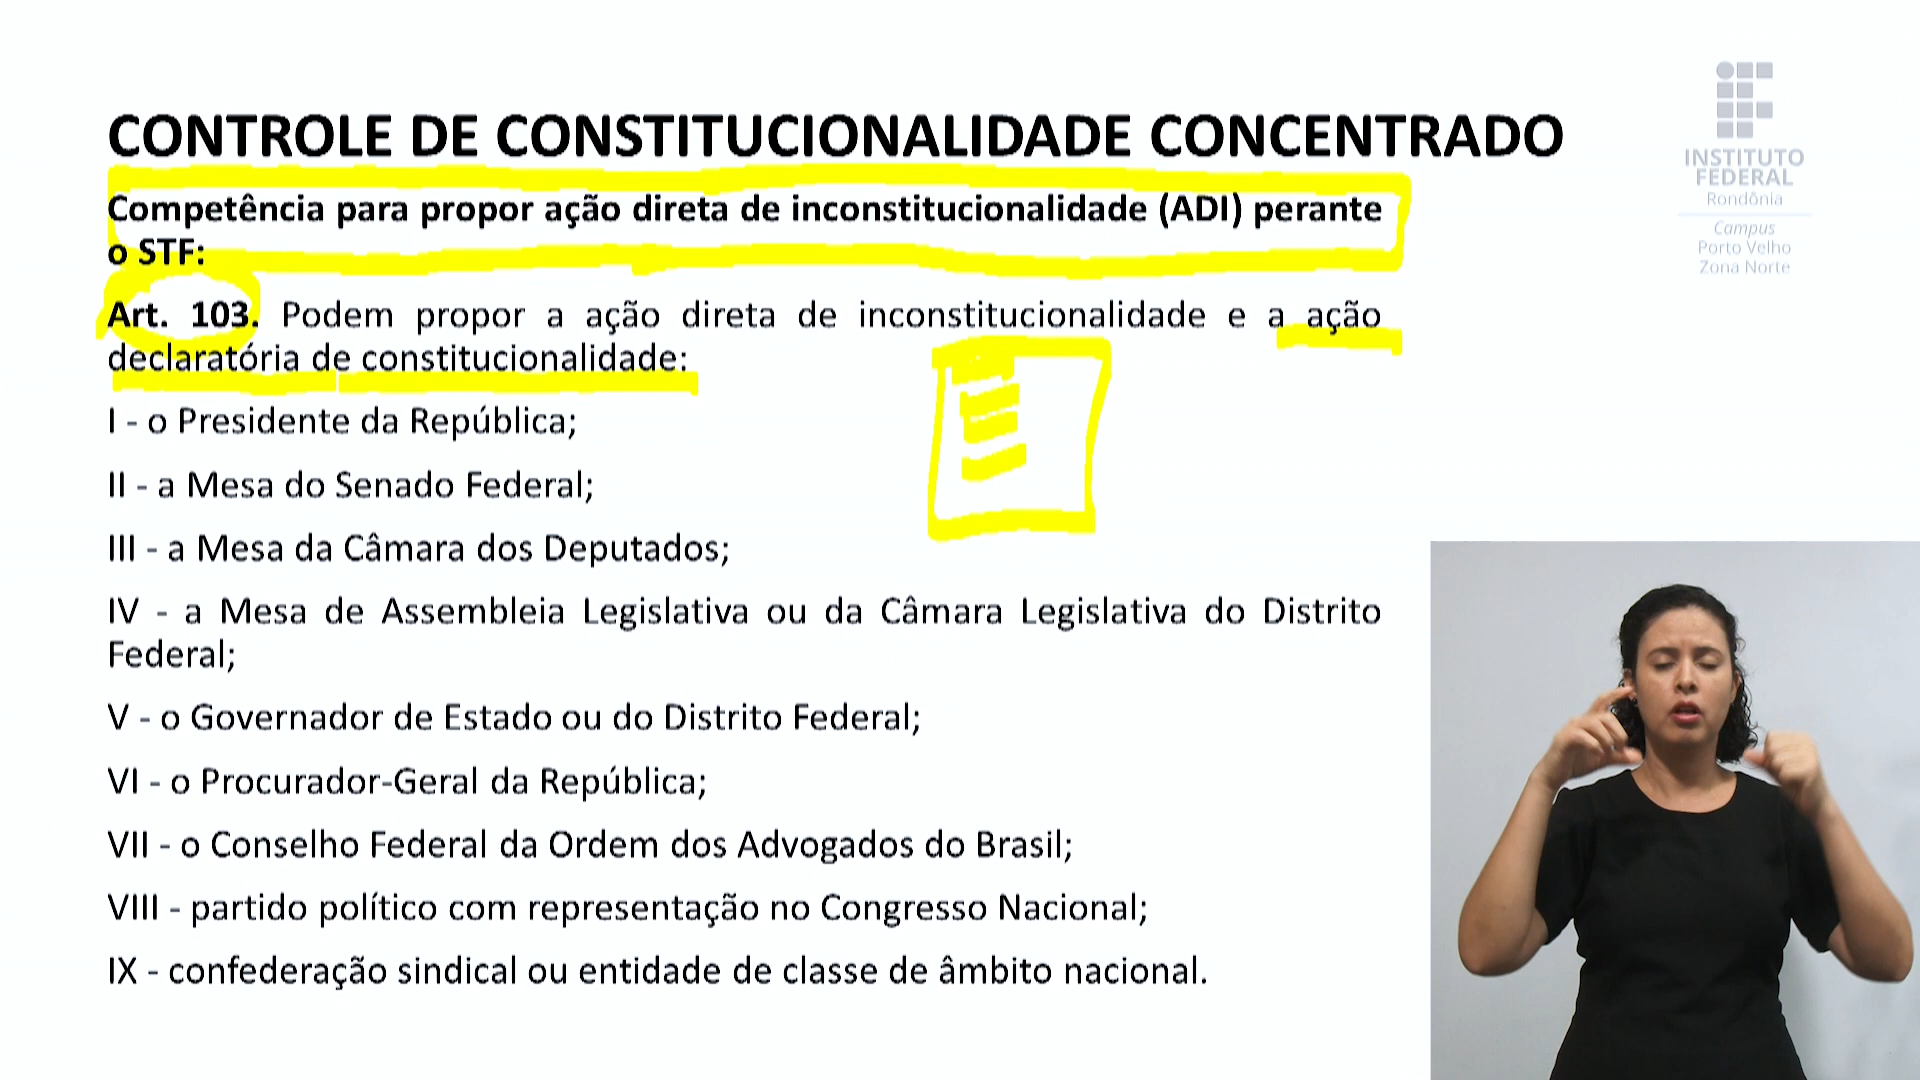 CONTROLE DE CONSTITUCIONALIDADE CONCENTRADO
Competência para propor ação direta de inconstitucionalidade (ADI) perante
o STF:
Art. 103. Podem propor a ação direta de inconstitucionalidade e a ação
declaratória de constitucionalidade:
I - o Presidente da República;
II - a Mesa do Senado Federal;
III - a Mesa da Câmara dos Deputados;
IV - a Mesa de Assembleia Legislativa ou da Câmara Legislativa do Distrito
Federal;
V - o Governador de Estado ou do Distrito Federal;
VI - o Procurador-Geral da República;
VII - o Conselho Federal da Ordem dos Advogados do Brasil;
VIII - partido político com representação no Congresso Nacional;
IX - confederação sindical ou entidade de classe de âmbito nacional.
INSTITUTO
FEDERAL
Rondônia
Campus
Porto Velho
Zona Norte